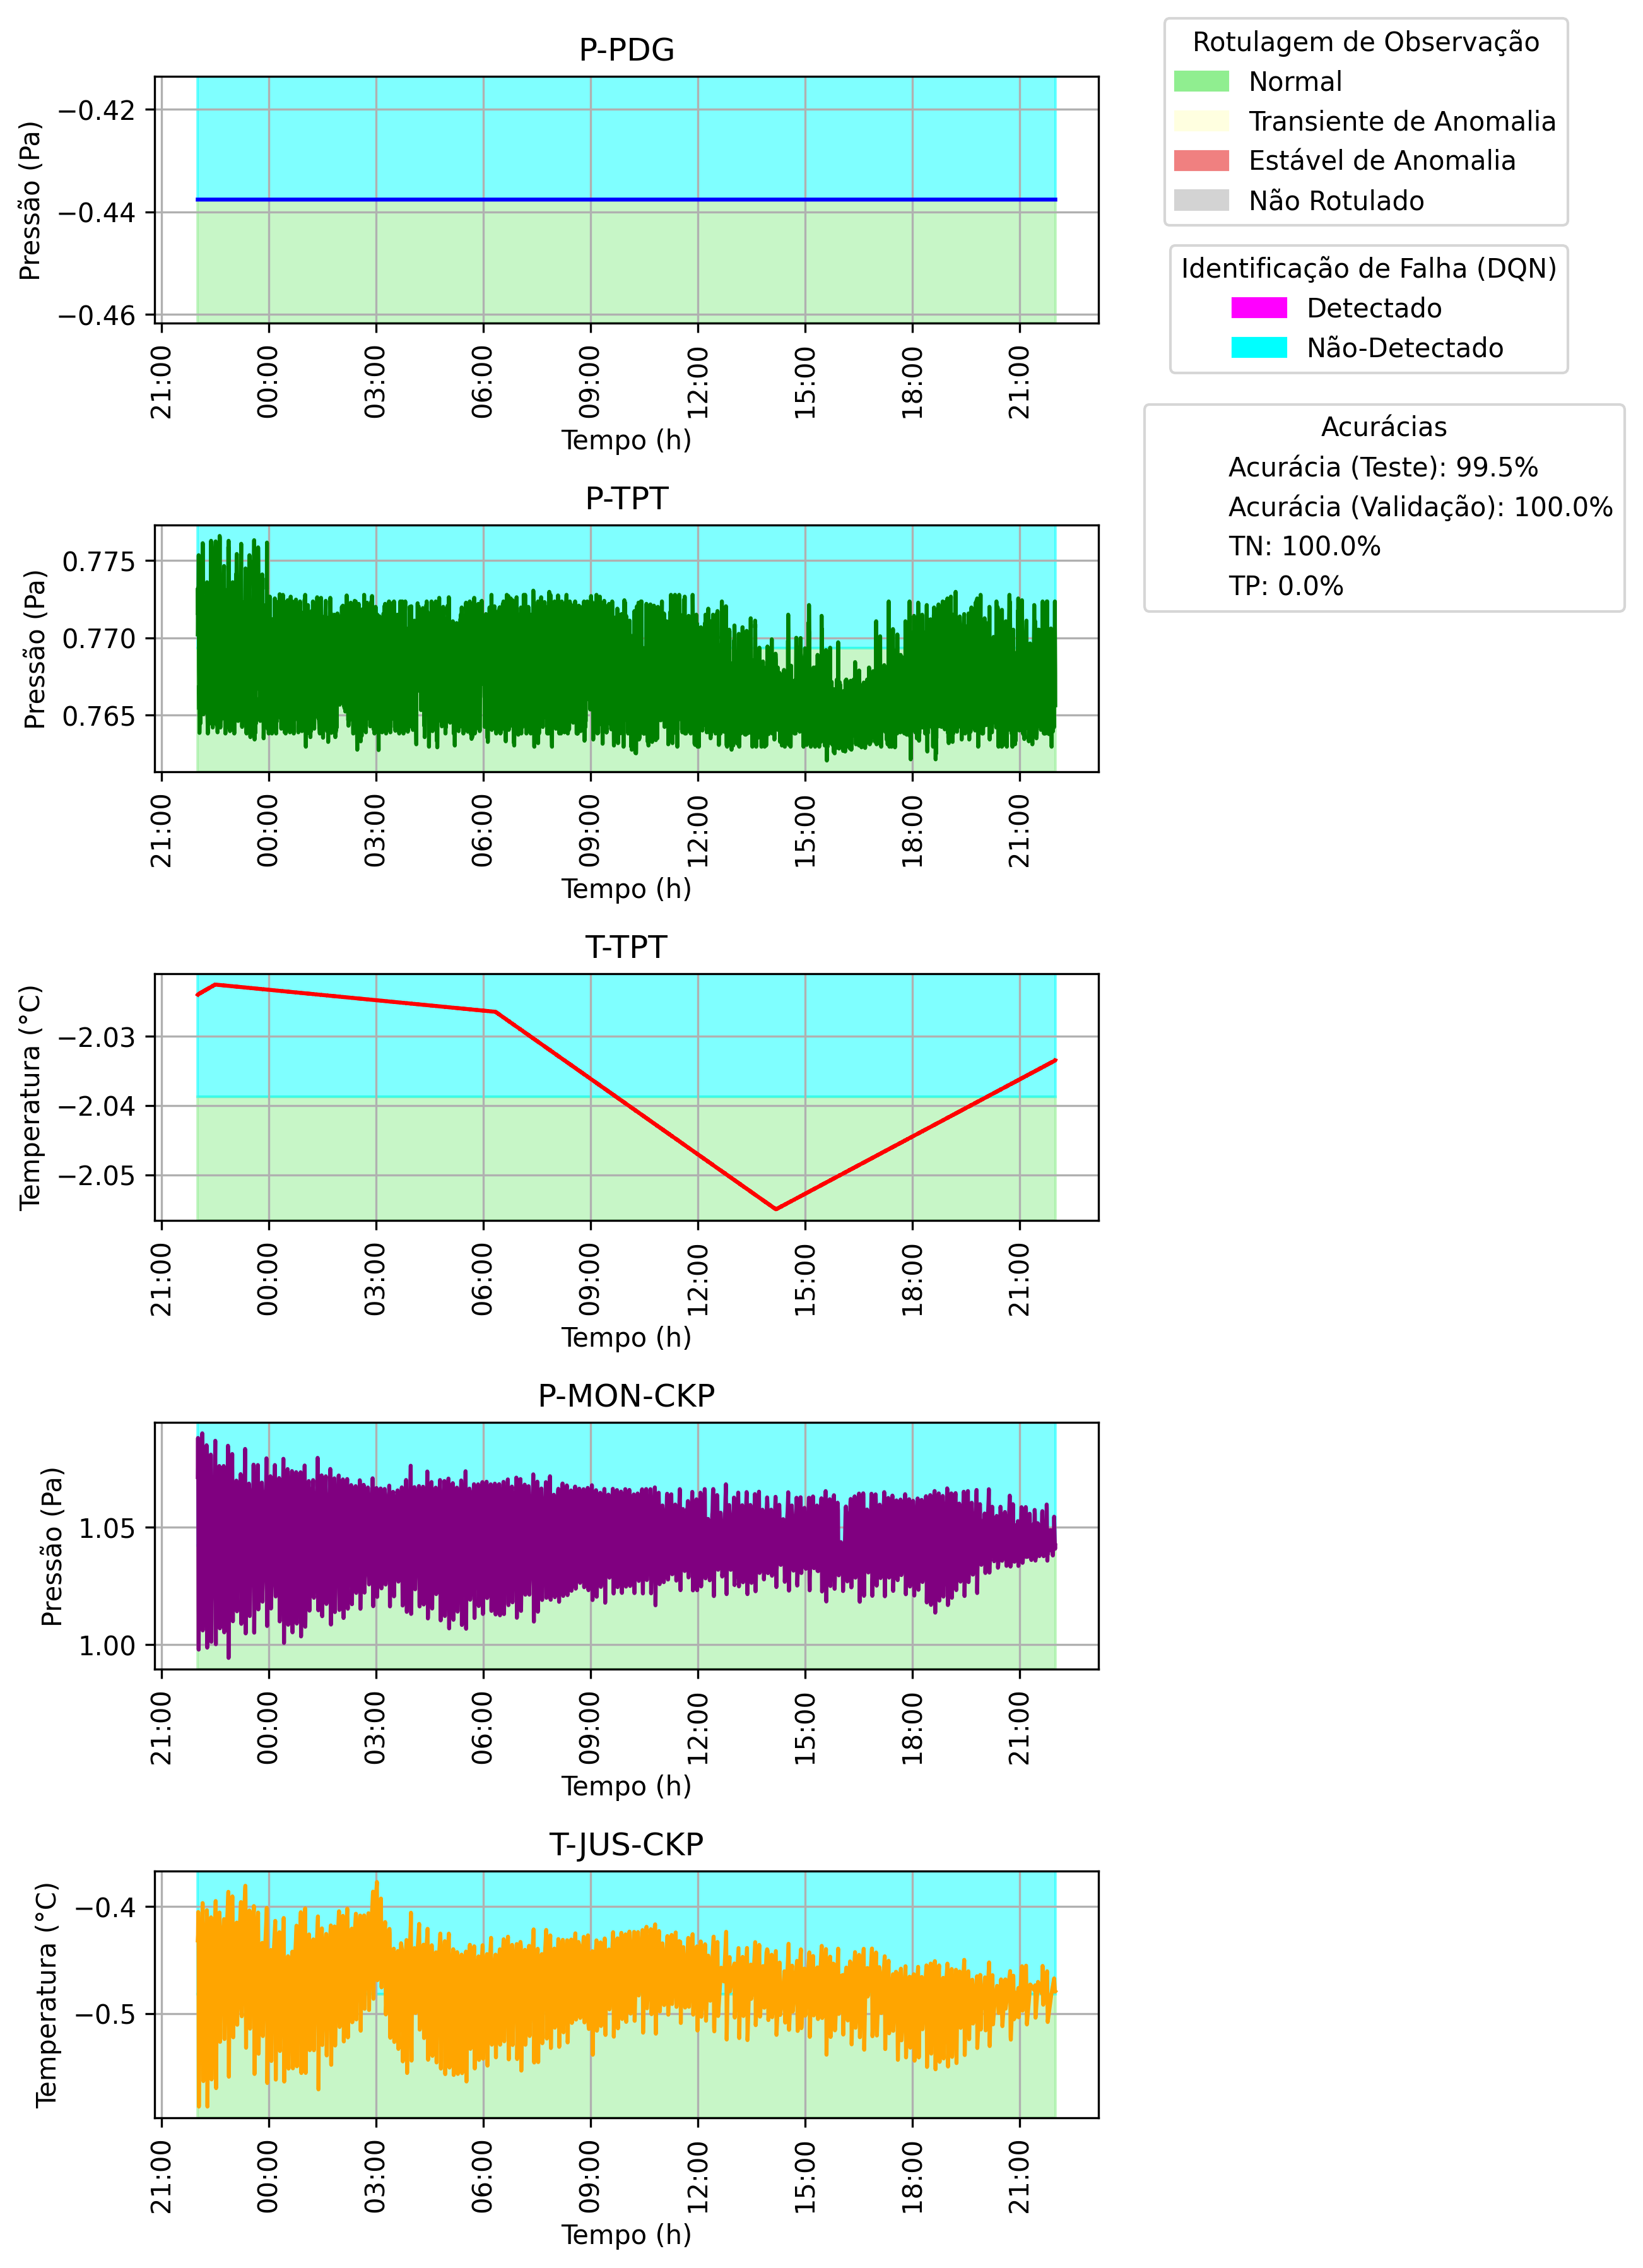 P-PDG
Pressão (Pa)
−0.42
−0.44
−0.46
21:00
00:00
03:00
06:00
09:00
12:00
15:00
18:00
21:00
Tempo (h)
Rotulagem de Observação
Normal
Transiente de Anomalia
Estável de Anomalia
Não Rotulado
Identificação de Falha (DQN)
Detectado
Não-Detectado
Acurácias
Acurácia (Teste): 99.5%
Acurácia (Validação): 100.0%
TN: 100.0%
TP: 0.0%
P-TPT
Pressão (Pa)
0.775
0.770
0.765
21:00
00:00
03:00
06:00
09:00
12:00
15:00
18:00
21:00
Tempo (h)
T-TPT
Temperatura (°C)
−2.03
−2.04
−2.05
21:00
00:00
03:00
06:00
09:00
12:00
15:00
18:00
21:00
Tempo (h)
P-MON-CKP
Pressão (Pa)
1.05
1.00
21:00
00:00
03:00
06:00
09:00
12:00
15:00
18:00
21:00
Tempo (h)
T-JUS-CKP
Temperatura (°C)
−0.4
−0.5
21:00
00:00
03:00
06:00
09:00
12:00
15:00
18:00
21:00
Tempo (h)